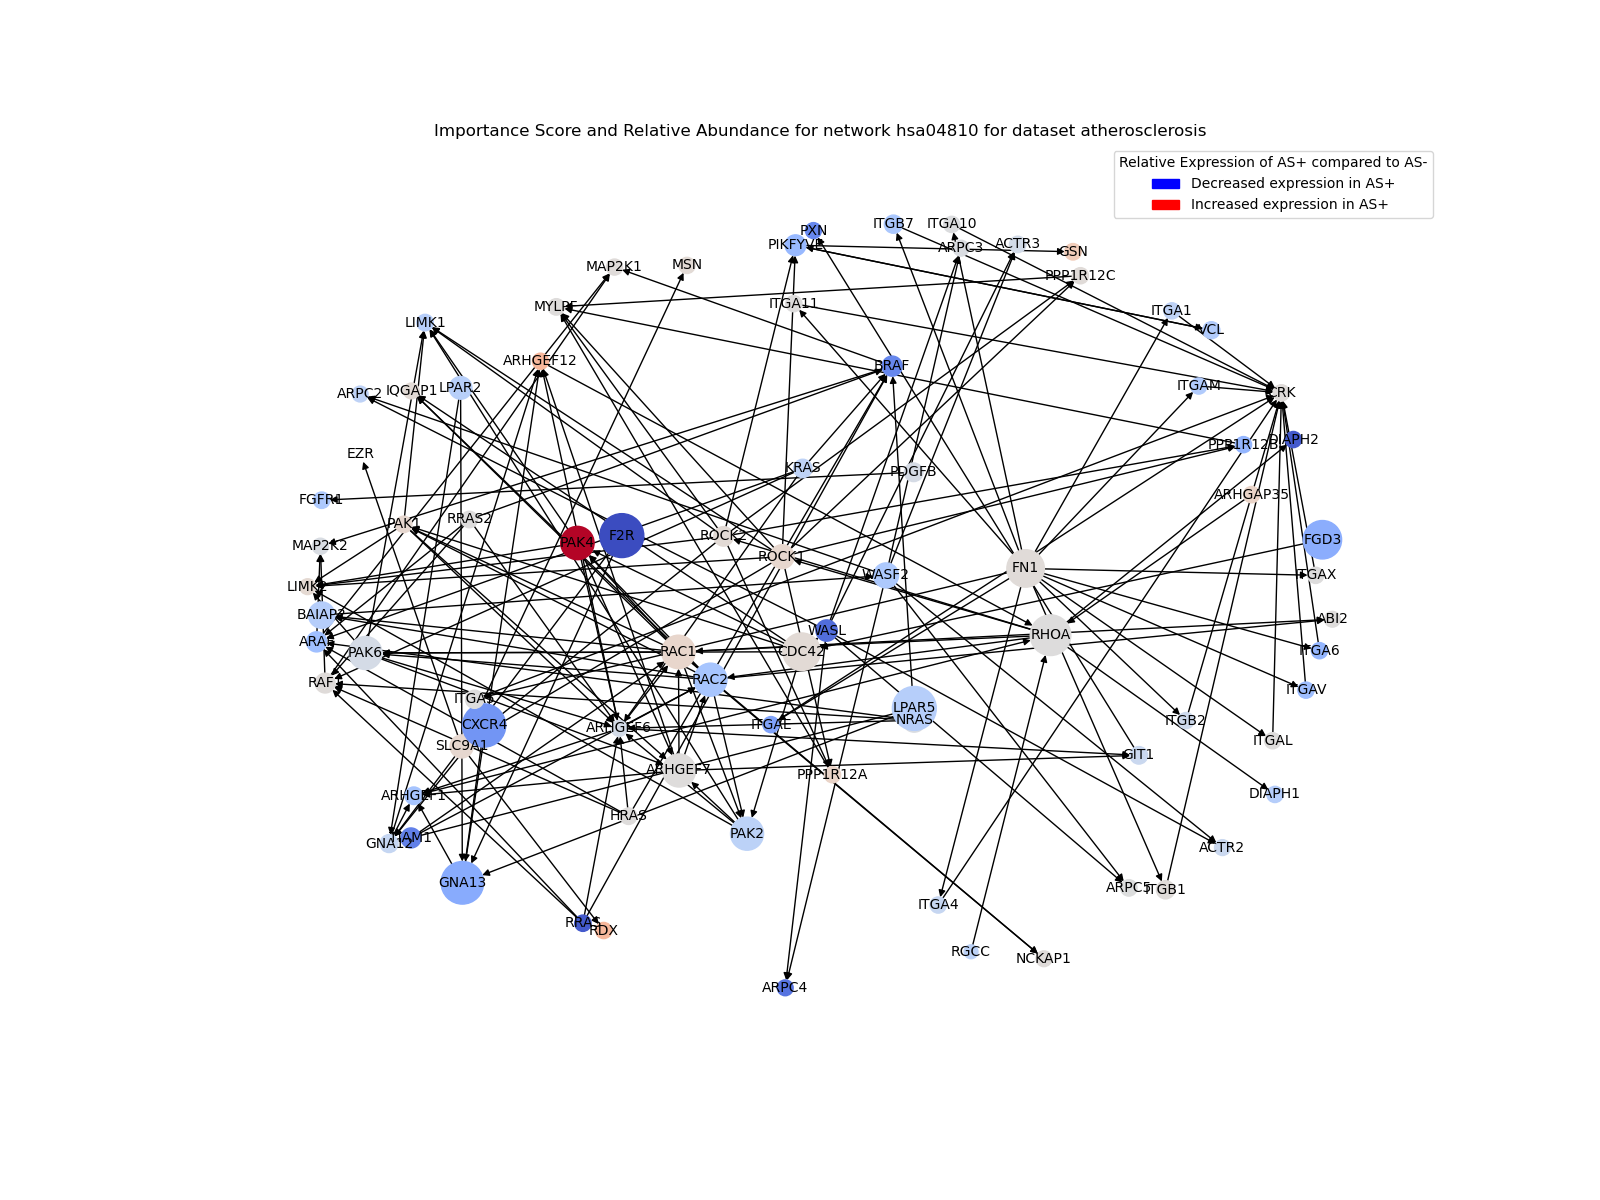 Importance Score and Relative Abundance for network hsa04810 for dataset atherosclerosis
Relative Expression of AS+ compared to AS-
Decreased expression in AS+
Increased expression in AS+
ITGB7
ITGA10
PXN
PIKFYVE
ARPC3
ACTR3
GSN
MAP2K1
MSN
PPP1R12C
MYLPF
ITGA11
ITGA1
LIMK1
VCL
ARHGEF12
BRAF
ARPC2
IQGAP1
LPAR2
ITGAM
CRK
EZR
PPP1R12B
DIAPH2
KRAS
PDGFB
FGFR1
ARHGAP35
PAK1
RRAS2
MAP2K2
PAK4
F2R
ROCK2
ROCK1
FGD3
LIMK2
WASF2
FN1
ITGAX
BAIAP2
ABI2
ARAF
PAK6
RAC1
CDC42
WASL
RHOA
ITGA6
RAF1
RAC2
ITGAV
CXCR4
ARHGEF6
ITGAE
LPAR5
NRAS
ITGB2
SLC9A1
ITGAL
ARHGEF7
PPP1R12A
GIT1
ARHGEF1
DIAPH1
HRAS
GNA12
TIAM1
PAK2
ACTR2
GNA13
ARPC5
ITGB1
ITGA4
RRAS
RDX
RGCC
NCKAP1
ARPC4